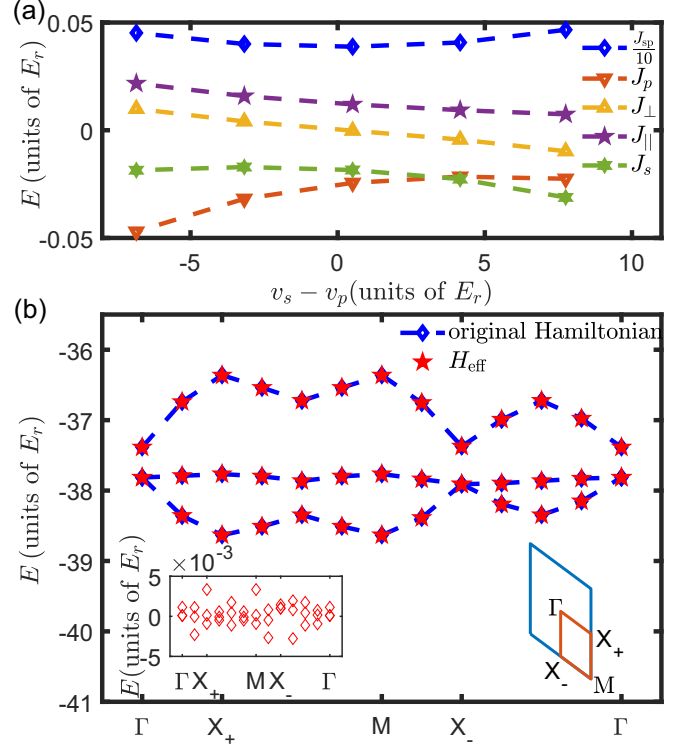 (a)
0.05
0
-0.05
E (units of E_r)
J_sp/10
J_p
J_⊥
J_||
J_s
-5
0
5
10
v_s − v_p(units of E_r)
(b)
-36
-37
-38
-39
-40
-41
E (units of E_r)
original Hamiltonian
H_eff
×10^-3
5
0
-5
E (units of E_r)
Γ X_+ M X_- Γ
Γ
X_+
X_-
M
Γ X_+ M X_- Γ